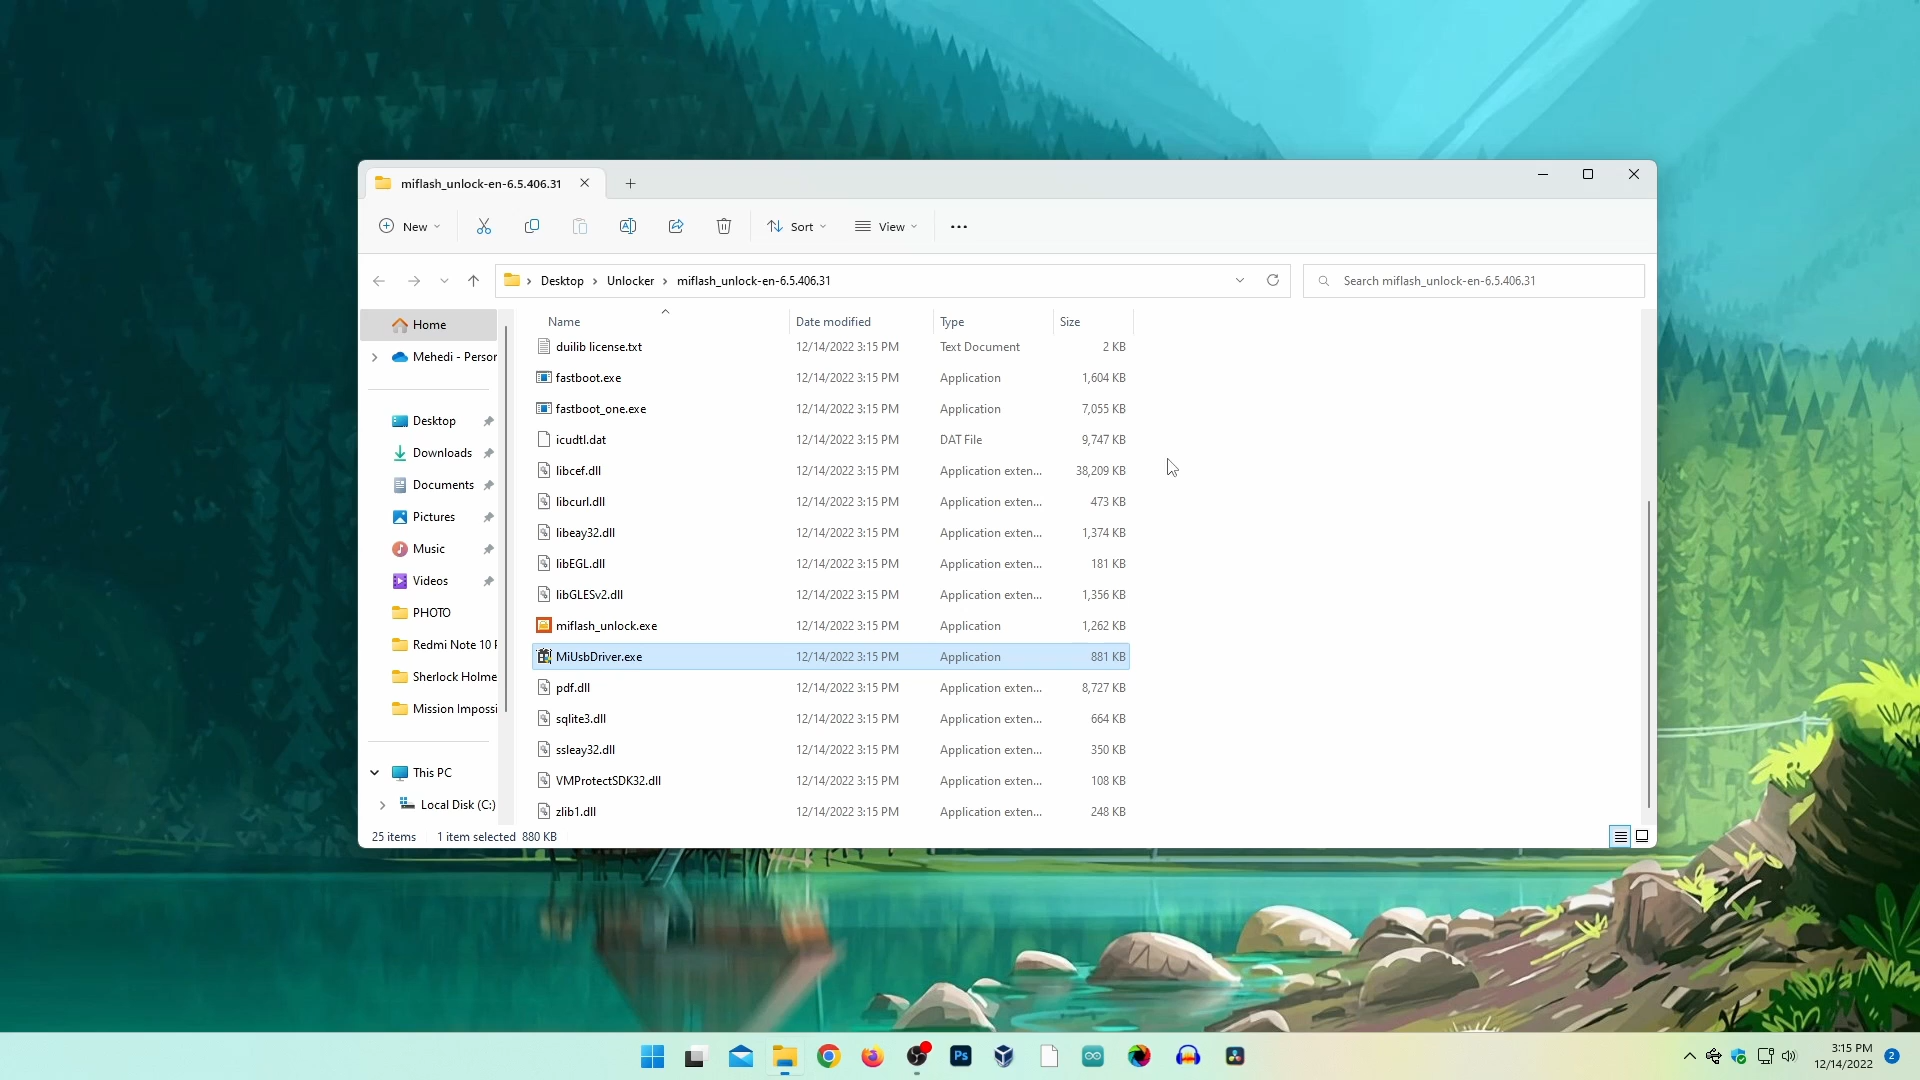 miflash_unlock-en-6.5.406.31
New
Sort
View
Desktop
Unlocker
miflash_unlock-en-6.5.406.31
Search miflash_unlock-en-6.5.406.31
Home
Mehedi - Person
Desktop
Downloads
Documents
Pictures
Music
Videos
PHOTO
Redmi Note 10 P
Sherlock Holme
Mission Impossi
This PC
Local Disk (C:)
Name Date modified Type Size
duilib license.txt 12/14/2022 3:15 PM Text Document 2 KB
fastboot.exe 12/14/2022 3:15 PM Application 1,604 KB
fastboot_one.exe 12/14/2022 3:15 PM Application 7,055 KB
icudtl.dat 12/14/2022 3:15 PM DAT File 9,747 KB
libcef.dll 12/14/2022 3:15 PM Application exten... 38,209 KB
libcurl.dll 12/14/2022 3:15 PM Application exten... 473 KB
libeay32.dll 12/14/2022 3:15 PM Application exten... 1,374 KB
libEGL.dll 12/14/2022 3:15 PM Application exten... 181 KB
libGLESv2.dll 12/14/2022 3:15 PM Application exten... 1,356 KB
miflash_unlock.exe 12/14/2022 3:15 PM Application 1,262 KB
MiUsbDriver.exe 12/14/2022 3:15 PM Application 881 KB
pdf.dll 12/14/2022 3:15 PM Application exten... 8,727 KB
sqlite3.dll 12/14/2022 3:15 PM Application exten... 664 KB
ssleay32.dll 12/14/2022 3:15 PM Application exten... 350 KB
VMProtectSDK32.dll 12/14/2022 3:15 PM Application exten... 108 KB
zlib1.dll 12/14/2022 3:15 PM Application exten... 248 KB
25 items 1 item selected 880 KB
Ps
3:15 PM
12/14/2022
2